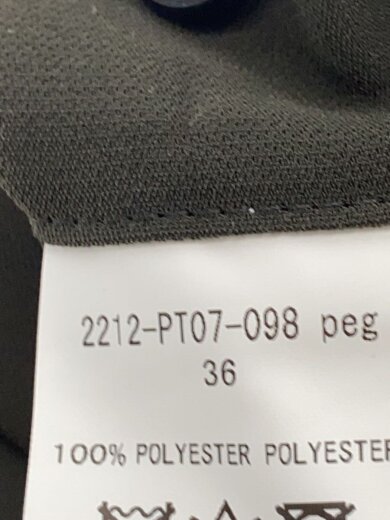 2212-PT07-098 peg
36
100% POLYESTER POLYESTER